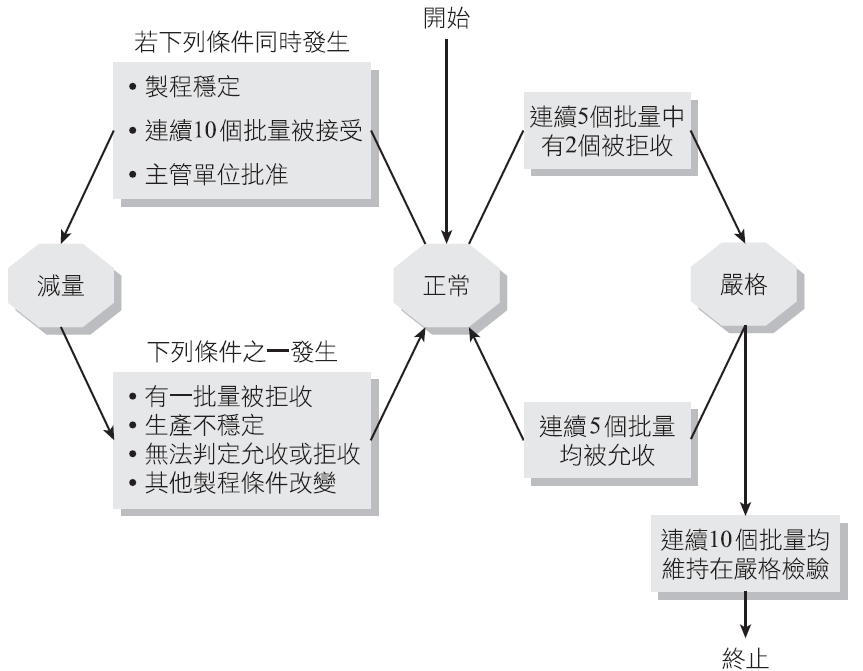 開始
若下列條件同時發生
• 製程穩定
• 連續10個批量被接受
• 主管單位批准
連續5個批量中
有2個被拒收
減量
正常
嚴格
下列條件之一發生
• 有一批量被拒收
• 生產不穩定
• 無法判定允收或拒收
• 其他製程條件改變
連續5個批量
均被允收
連續10個批量均
維持在嚴格檢驗
終止